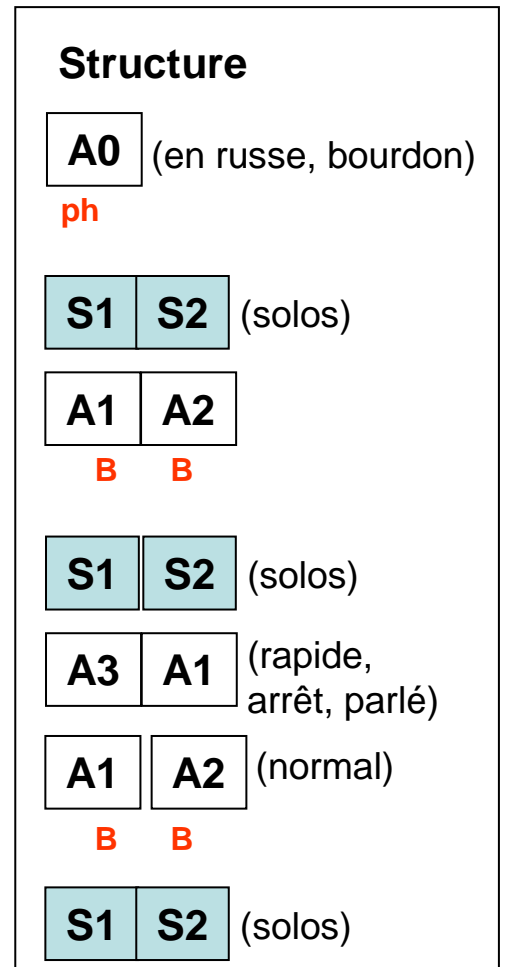 Structure
A0 (en russe, bourdon)
ph
S1 S2 (solos)
A1 A2
B B
S1 S2 (solos)
A3 A1 (rapide,
arrêt, parlé)
A1 A2 (normal)
B B
S1 S2 (solos)